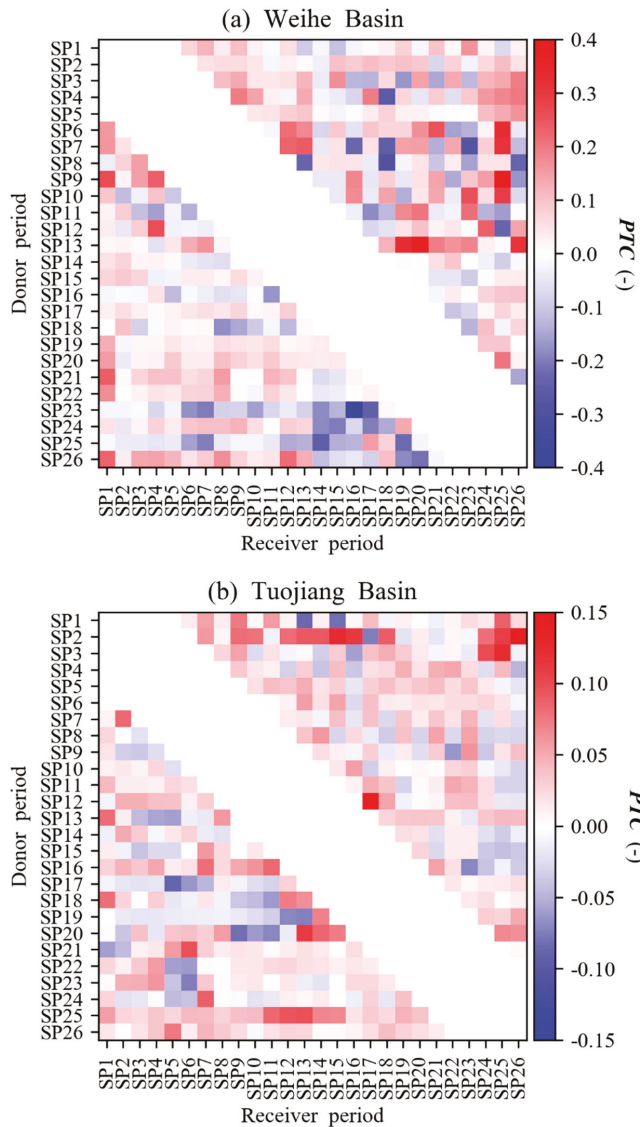 (a) Weihe Basin
SP1
SP2
SP3
SP4
SP5
SP6
SP7
SP8
SP9
SP10
SP11
SP12
SP13
SP14
SP15
SP16
SP17
SP18
SP19
SP20
SP21
SP22
SP23
SP24
SP25
SP26
Donor period
SP1 SP2 SP3 SP4 SP5 SP6 SP7 SP8 SP9 SP10 SP11 SP12 SP13 SP14 SP15 SP16 SP17 SP18 SP19 SP20 SP21 SP22 SP23 SP24 SP25 SP26
Receiver period
0.4
0.3
0.2
0.1
0.0
-0.1
-0.2
-0.3
-0.4
PTC (-)
(b) Tuojiang Basin
SP1
SP2
SP3
SP4
SP5
SP6
SP7
SP8
SP9
SP10
SP11
SP12
SP13
SP14
SP15
SP16
SP17
SP18
SP19
SP20
SP21
SP22
SP23
SP24
SP25
SP26
Donor period
SP1 SP2 SP3 SP4 SP5 SP6 SP7 SP8 SP9 SP10 SP11 SP12 SP13 SP14 SP15 SP16 SP17 SP18 SP19 SP20 SP21 SP22 SP23 SP24 SP25 SP26
Receiver period
0.15
0.10
0.05
0.00
-0.05
-0.10
-0.15
PTC (-)